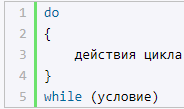 1 do
2 {
3     действия цикла
4 }
5 while (условие)